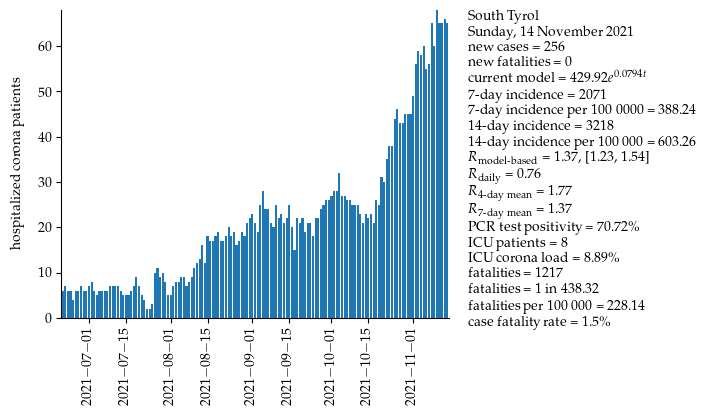 South Tyrol
Sunday, 14 November 2021
new cases = 256
new fatalities = 0
current model = 429.92e^0.0794t
7-day incidence = 2071
7-day incidence per 100 0000 = 388.24
14-day incidence = 3218
14-day incidence per 100 000 = 603.26
R_model-based = 1.37, [1.23, 1.54]
R_daily = 0.76
R_4-day mean = 1.77
R_7-day mean = 1.37
PCR test positivity = 70.72%
ICU patients = 8
ICU corona load = 8.89%
fatalities = 1217
fatalities = 1 in 438.32
fatalities per 100 000 = 228.14
case fatality rate = 1.5%
hospitalized corona patients
60
50
40
30
20
10
0
2021−07−01
2021−07−15
2021−08−01
2021−08−15
2021−09−01
2021−09−15
2021−10−01
2021−10−15
2021−11−01